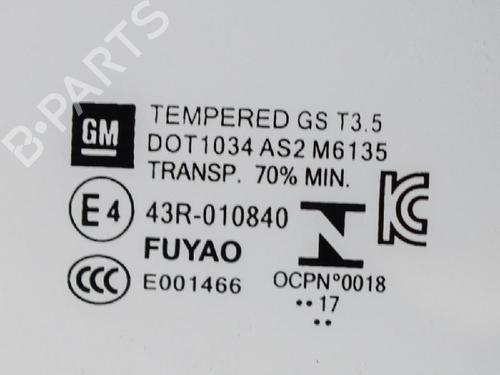 B-PARTS
GM
TEMPERED GS T3.5
DOT1034 AS2 M6135
TRANSP. 70% MIN.
E4
43R-010840
KC
FUYAO
CCC
E001466
OCPN°0018
•• 17
••